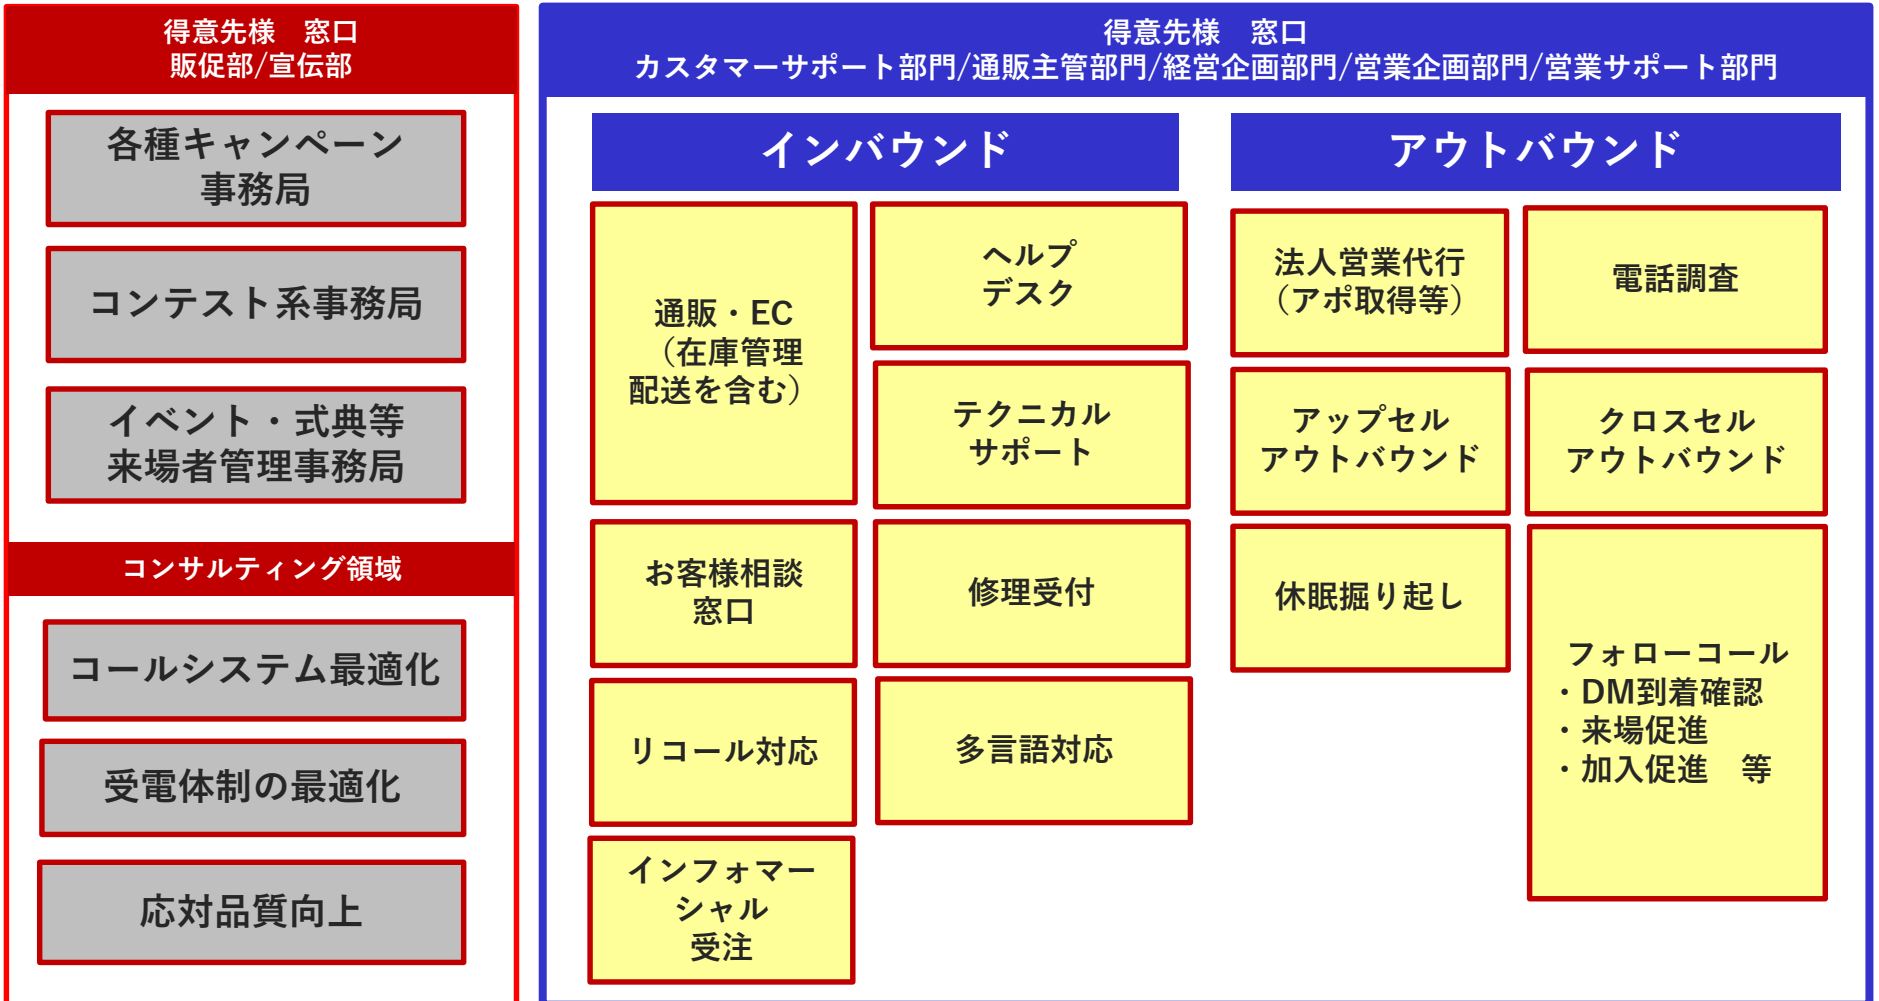 得意先様　窓口
販促部/宣伝部
各種キャンペーン
事務局
コンテスト系事務局
イベント・式典等
来場者管理事務局
コンサルティング領域
コールシステム最適化
受電体制の最適化
応対品質向上
得意先様　窓口
カスタマーサポート部門/通販主管部門/経営企画部門/営業企画部門/営業サポート部門
インバウンド
通販・EC
（在庫管理
配送を含む）
ヘルプ
デスク
テクニカル
サポート
お客様相談
窓口
修理受付
リコール対応
多言語対応
インフォマー
シャル
受注
アウトバウンド
法人営業代行
（アポ取得等）
電話調査
アップセル
アウトバウンド
クロスセル
アウトバウンド
休眠掘り起し
フォローコール
・DM到着確認
・来場促進
・加入促進　等